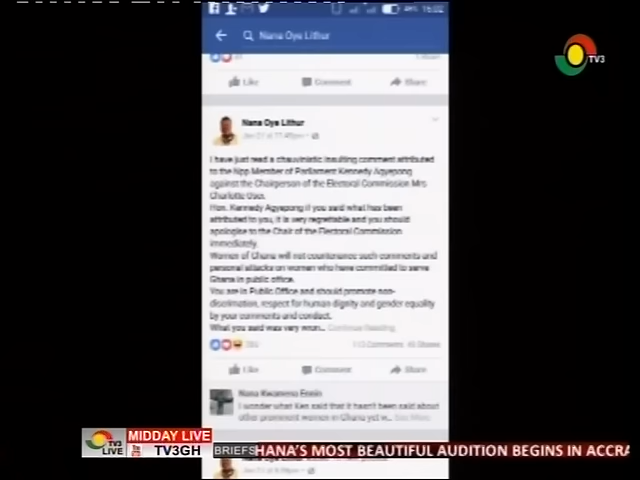 16:02
Nana Oye Lithur
Like Comment Share
TV3
Nana Oye Lithur
I have just read a chauvinistic insulting comment attributed
to the Npp Member of Parliament Kennedy Agyepong
against the Chairperson of the Electoral Commission Mrs
Charlotte Osei.
Hon. Kennedy Agyepong if you said what has been
attributed to you, it is very regrettable and you should
apologise to the Chair of the Electoral Commission
immediately.
Women of Ghana will not countenance such comments and
personal attacks on women who have committed to serve
Ghana in public office.
You are in Public Office and should promote non-
discrimination, respect for human dignity and gender equality
by your comments and conduct.
What you said was very wron... Continue Reading
Comments Shares
Like Comment Share
Nana Kwamena Ennin
I wonder what Ken said that it hasn't been said about
other prominent women in Ghana yet w...
TV3
LIVE
MIDDAY LIVE
TV3GH
BRIEFS HANA'S MOST BEAUTIFUL AUDITION BEGINS IN ACCRA